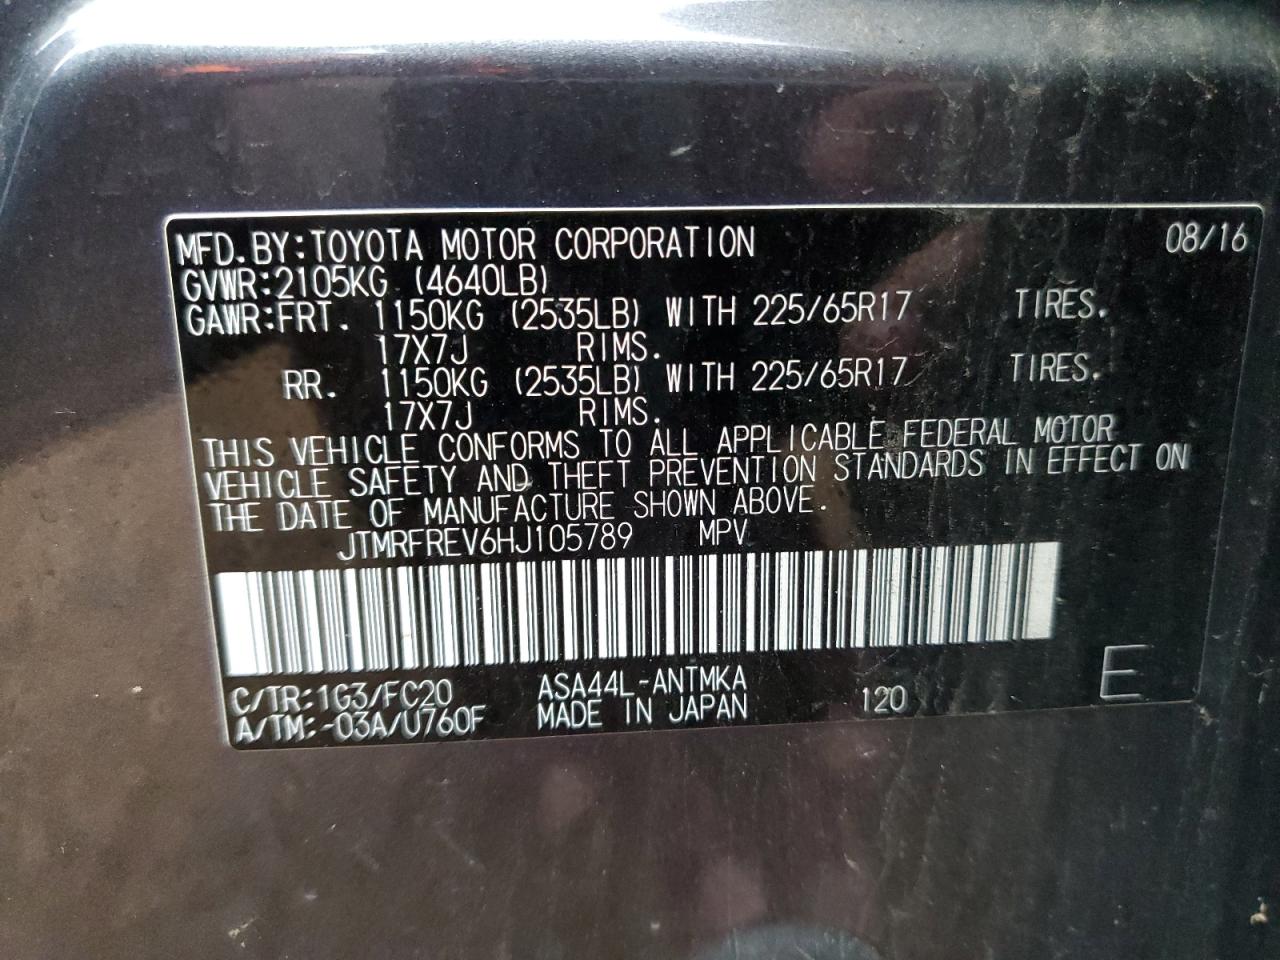 MFD.BY:TOYOTA MOTOR CORPORATION 08/16
GVWR:2105KG (4640LB)
GAWR:FRT. 1150KG (2535LB) WITH 225/65R17 TIRES.
17X7J RIMS.
RR. 1150KG (2535LB) WITH 225/65R17 TIRES.
17X7J RIMS.
THIS VEHICLE CONFORMS TO ALL APPLICABLE FEDERAL MOTOR
VEHICLE SAFETY AND THEFT PREVENTION STANDARDS IN EFFECT ON
THE DATE OF MANUFACTURE SHOWN ABOVE.
JTMRFREV6HJ105789 MPV
C/TR:1G3/FC20 ASA44L-ANTMKA 120 E
A/TM:-03A/U760F MADE IN JAPAN